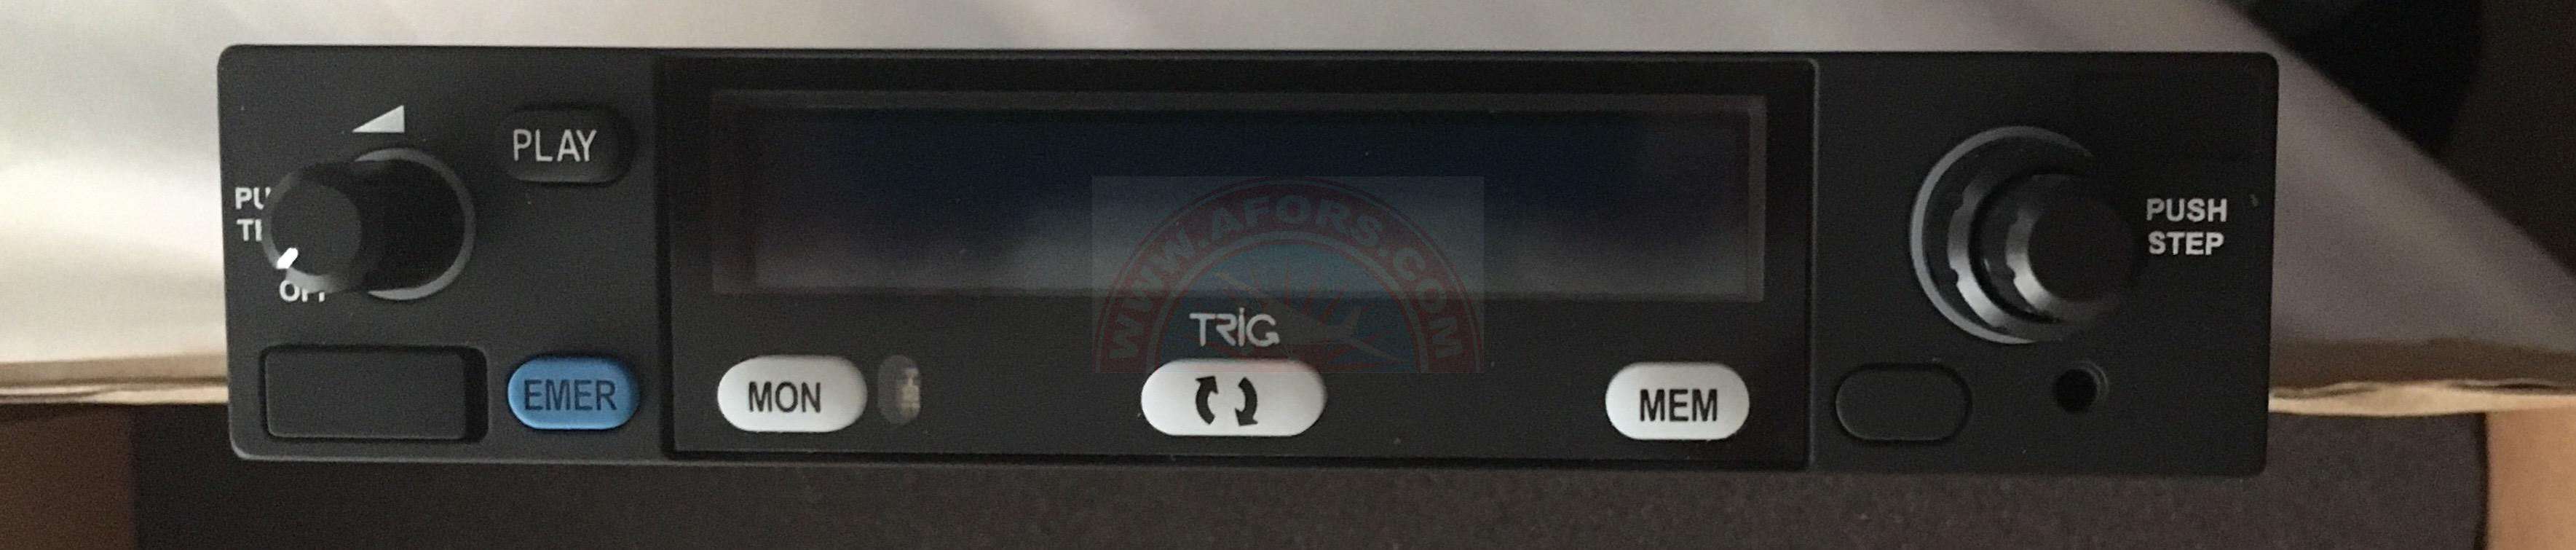 PLAY
PUSH
STEP
WWW.AFORS.COM
TRIG
EMER
MON
MEM